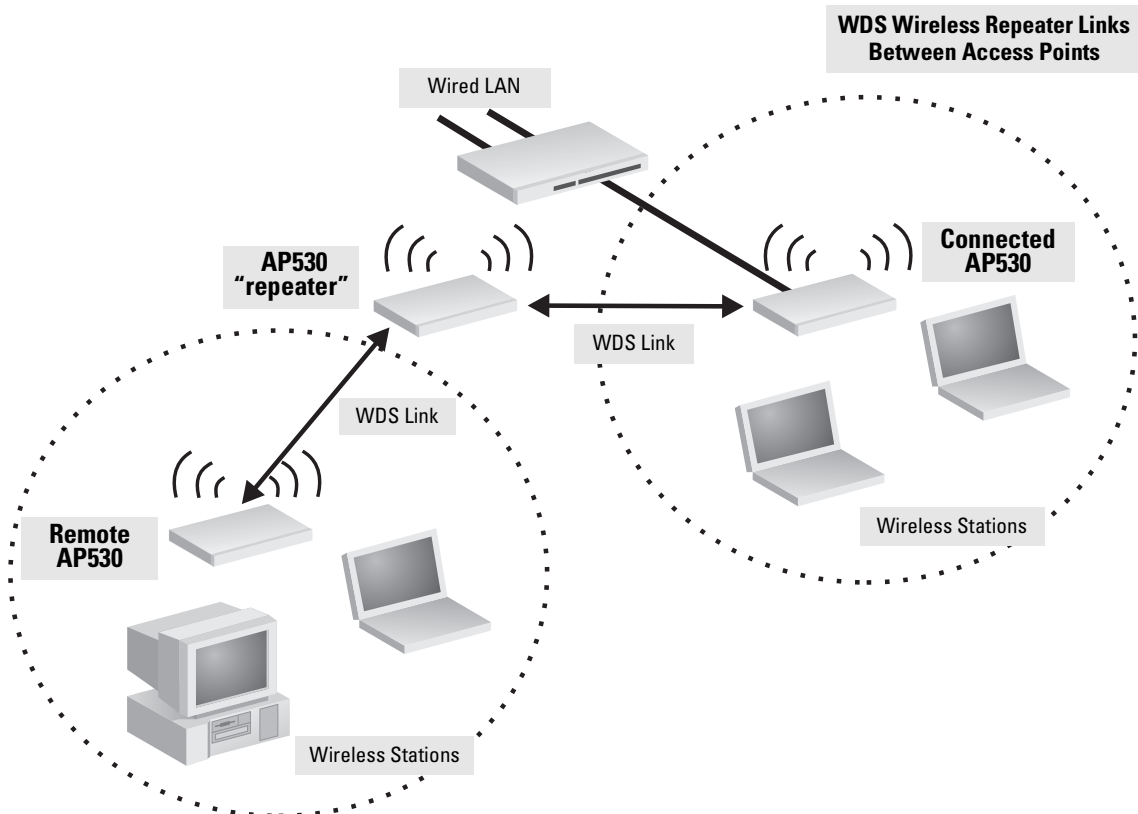 WDS Wireless Repeater Links
Between Access Points
Wired LAN
AP530
“repeater”
Connected
AP530
WDS Link
WDS Link
Remote
AP530
Wireless Stations
Wireless Stations